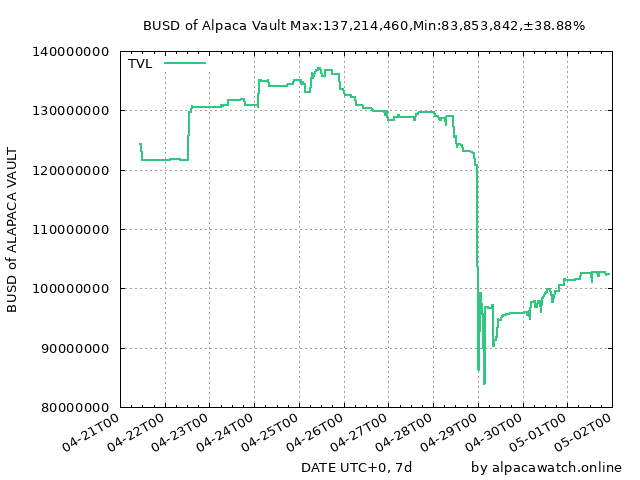 BUSD of Alpaca Vault Max:137,214,460,Min:83,853,842,±38.88%
TVL
140000000
130000000
120000000
110000000
100000000
90000000
80000000
BUSD of ALAPACA VAULT
04-21T00
04-22T00
04-23T00
04-24T00
04-25T00
04-26T00
04-27T00
04-28T00
04-29T00
04-30T00
05-01T00
05-02T00
DATE UTC+0, 7d
by alpacawatch.online